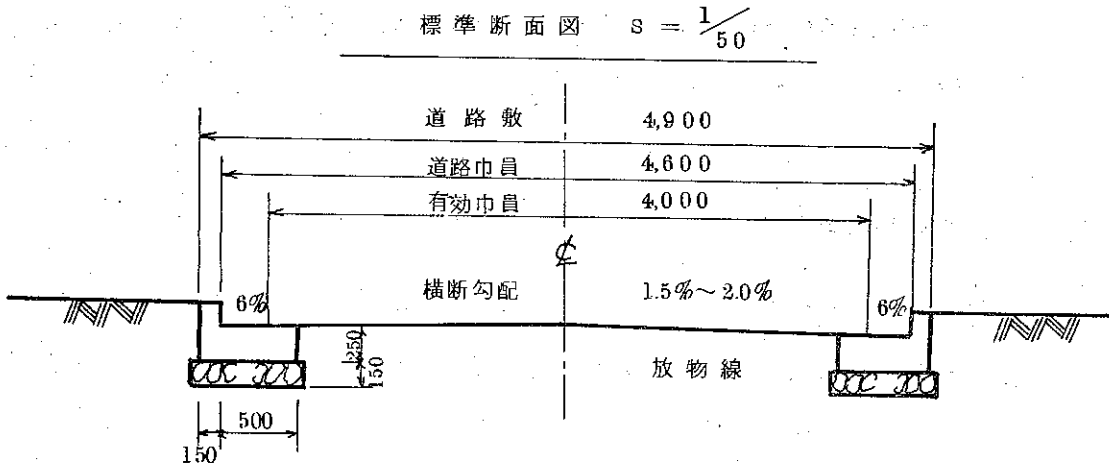 標準断面図 S = 1/50
道路敷 4,900
道路巾員 4,600
有効巾員 4,000
℄
6% 横断勾配 1.5%~2.0% 6%
放物線
250
150
500
150